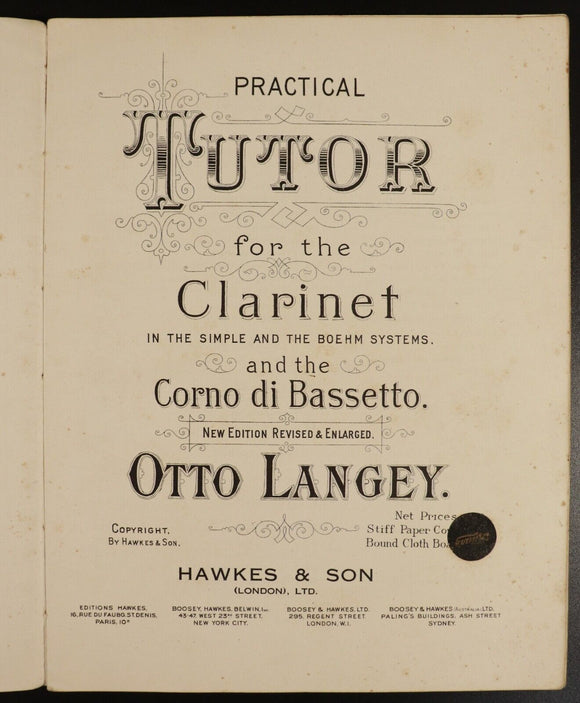 PRACTICAL
TUTOR
for the
Clarinet
IN THE SIMPLE AND THE BOEHM SYSTEMS.
and the
Corno di Bassetto.
NEW EDITION REVISED & ENLARGED.
OTTO LANGEY.
Net Prices
Stiff Paper
Bound Cloth
COPYRIGHT.
BY HAWKES & SON.
HAWKES & SON
(LONDON), LTD.
EDITIONS HAWKES,
16, RUE DU FAUBG. ST. DENIS,
PARIS, 10e
BOOSEY, HAWKES, BELWIN, Inc.
43-47, WEST 23RD STREET,
NEW YORK CITY.
BOOSEY & HAWKES, LTD.
295, REGENT STREET,
LONDON, W.1.
BOOSEY & HAWKES (AUSTRALIA) LTD.
PALING'S BUILDINGS, ASH STREET
SYDNEY.